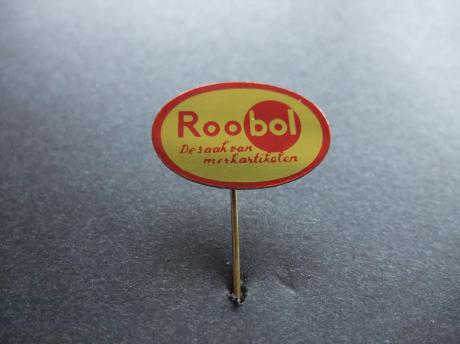 Roobol
De zaak van
merkartikelen